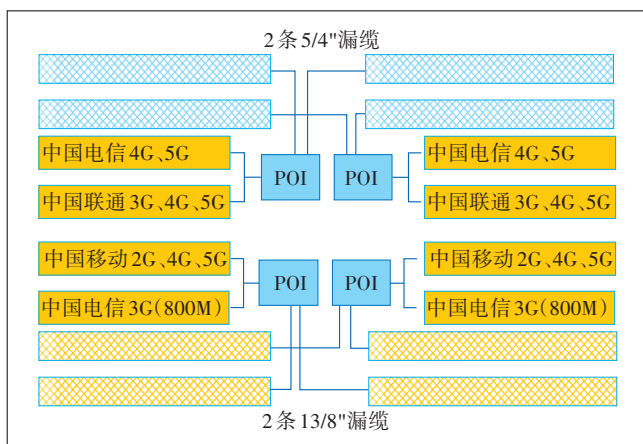 2条5/4"漏缆
中国电信4G、5G
中国电信4G、5G
POI
POI
中国联通3G、4G、5G
中国联通3G、4G、5G
中国移动2G、4G、5G
中国移动2G、4G、5G
POI
POI
中国电信3G(800M)
中国电信3G(800M)
2条13/8"漏缆